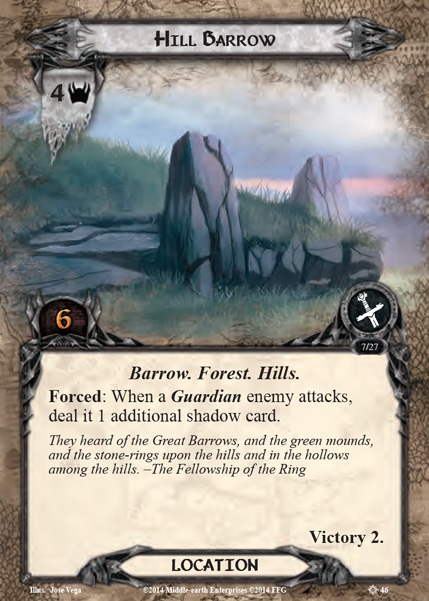 Hill Barrow
4
6
7/27
Barrow. Forest. Hills.
Forced: When a Guardian enemy attacks,
deal it 1 additional shadow card.
They heard of the Great Barrows, and the green mounds,
and the stone-rings upon the hills and in the hollows
among the hills. –The Fellowship of the Ring
Victory 2.
LOCATION
Illus. Jose Vega ©2014 Middle-earth Enterprises ©2014 FFG 46